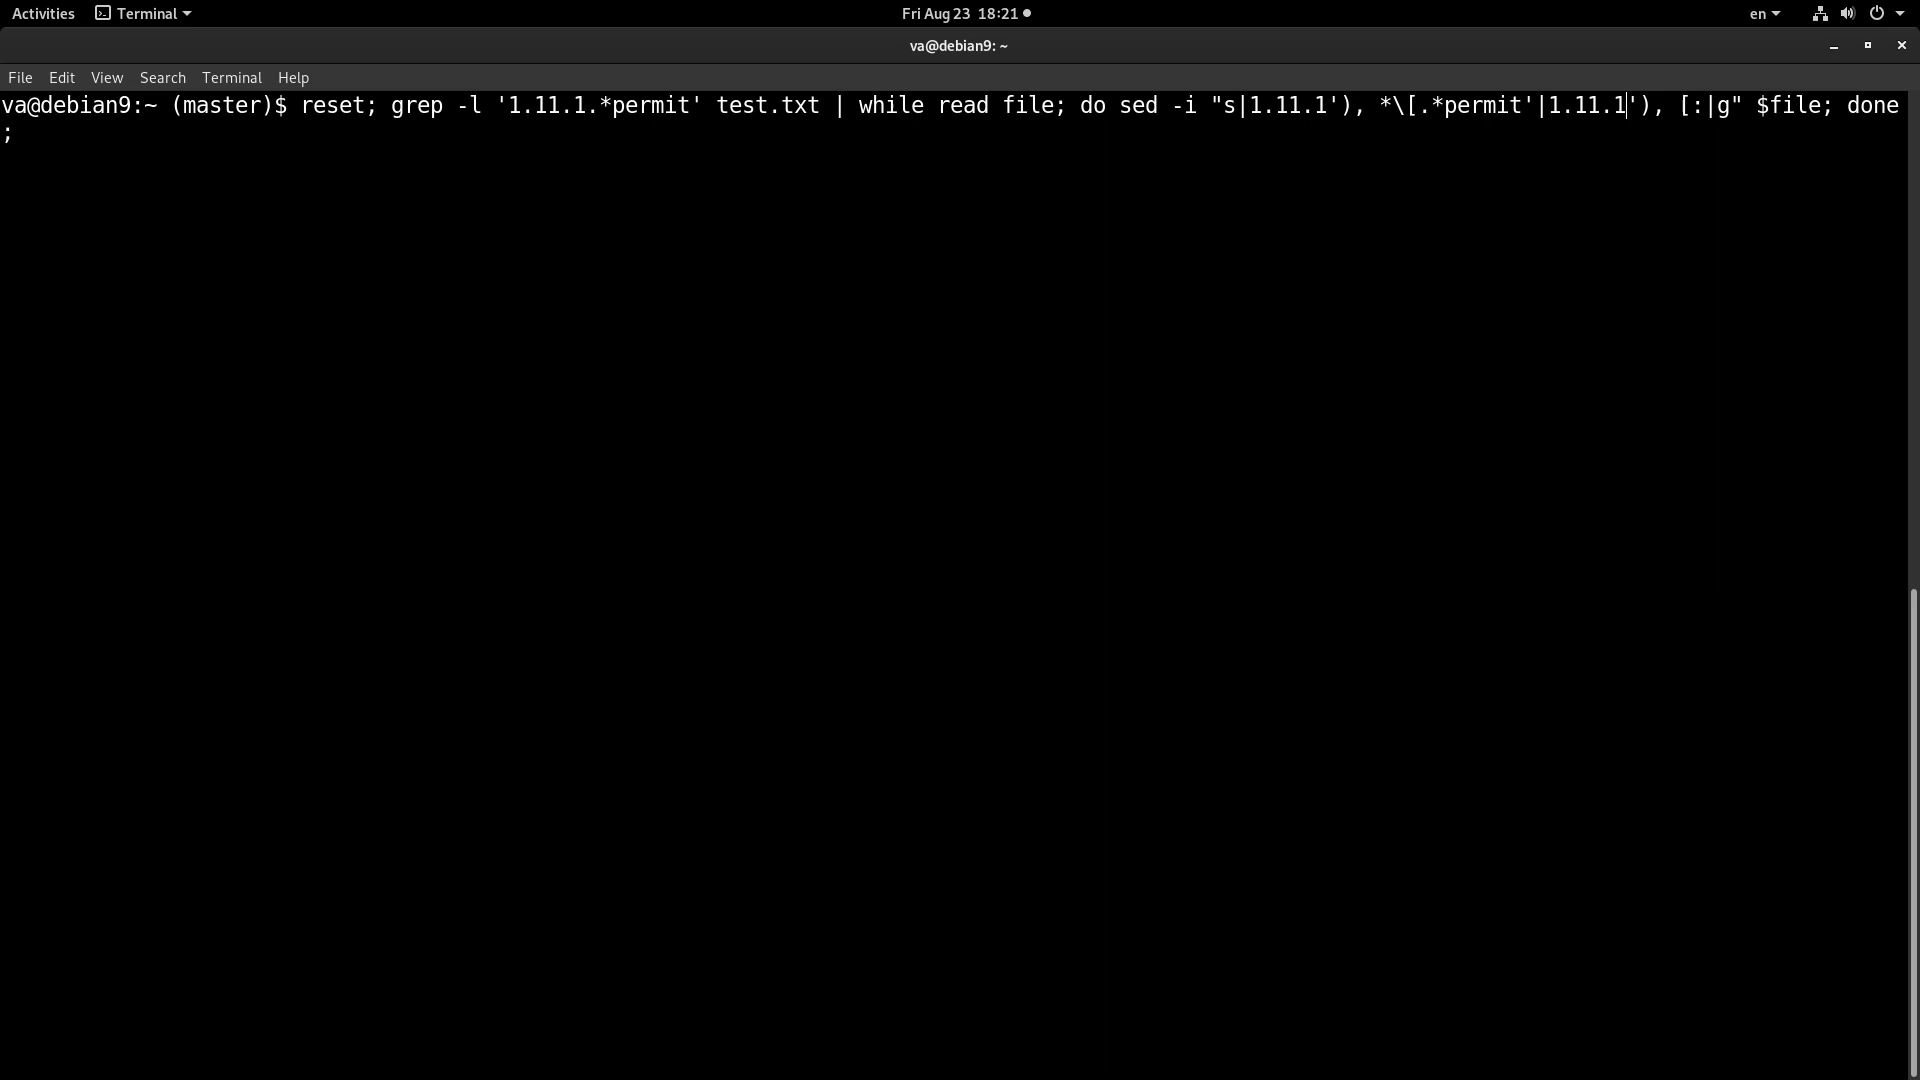 Activities Terminal Fri Aug 23 18:21 en
va@debian9: ~
File Edit View Search Terminal Help
va@debian9:~ (master)$ reset; grep -l '1.11.1.*permit' test.txt | while read file; do sed -i "s|1.11.1'), *\[.*permit'|1.11.1'), [:|g" $file; done
;